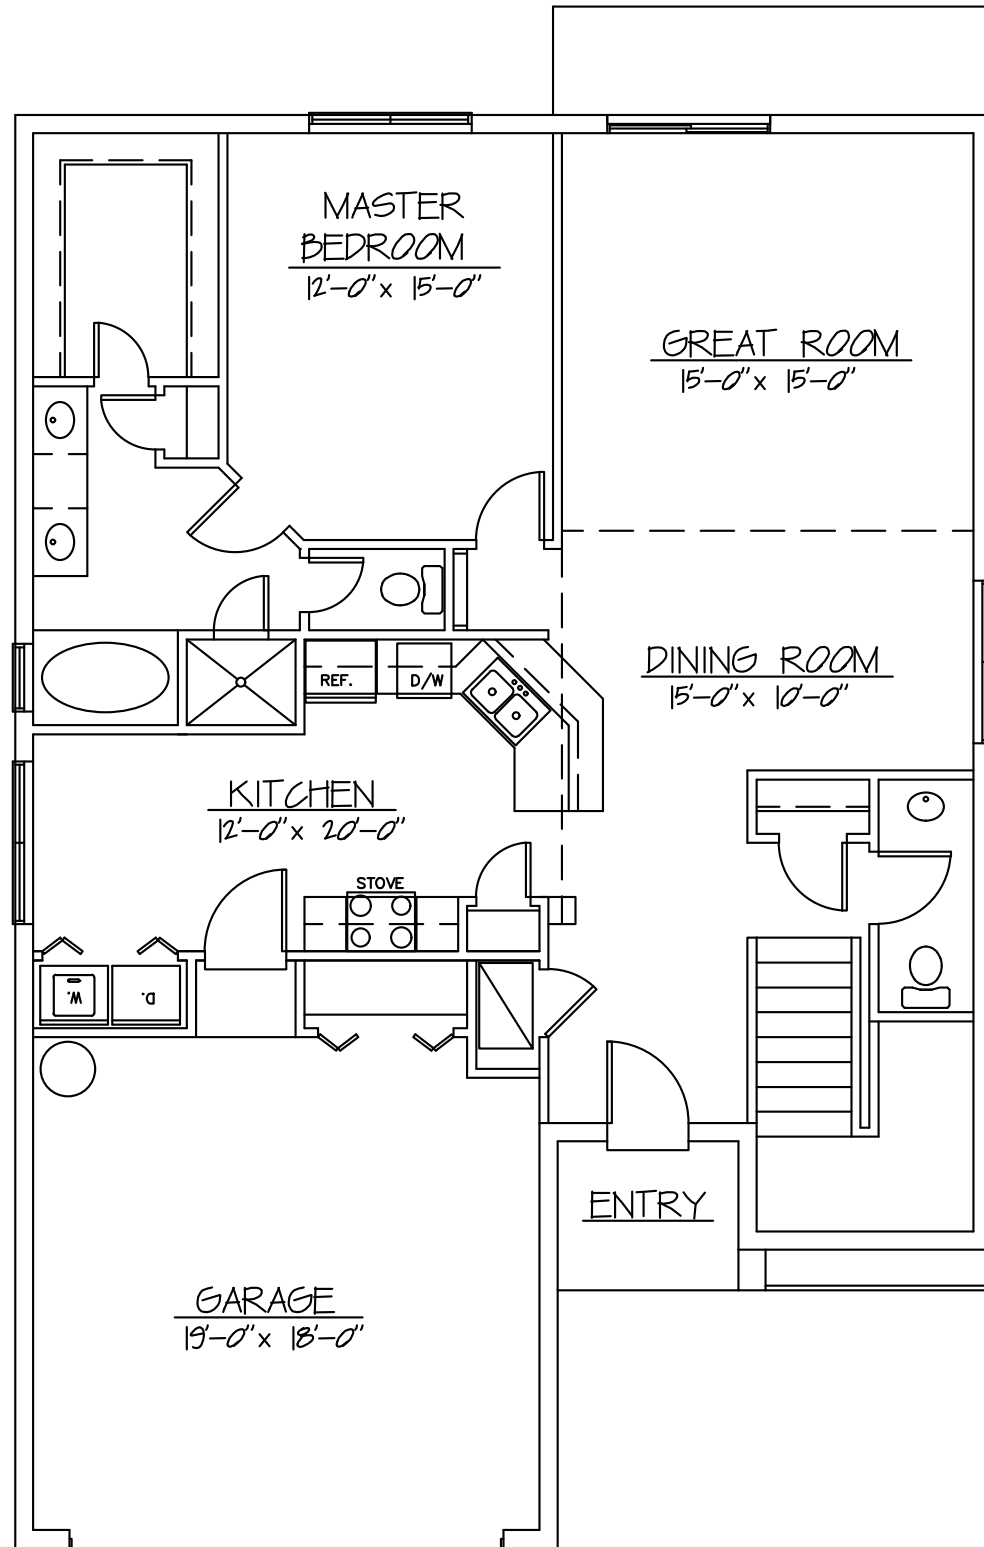 MASTER
BEDROOM
12'-0" x 15'-0"
GREAT ROOM
15'-0" x 15'-0"
DINING ROOM
15'-0" x 10'-0"
REF.
D/W
KITCHEN
12'-0" x 20'-0"
STOVE
W.
D.
ENTRY
GARAGE
19'-0" x 18'-0"